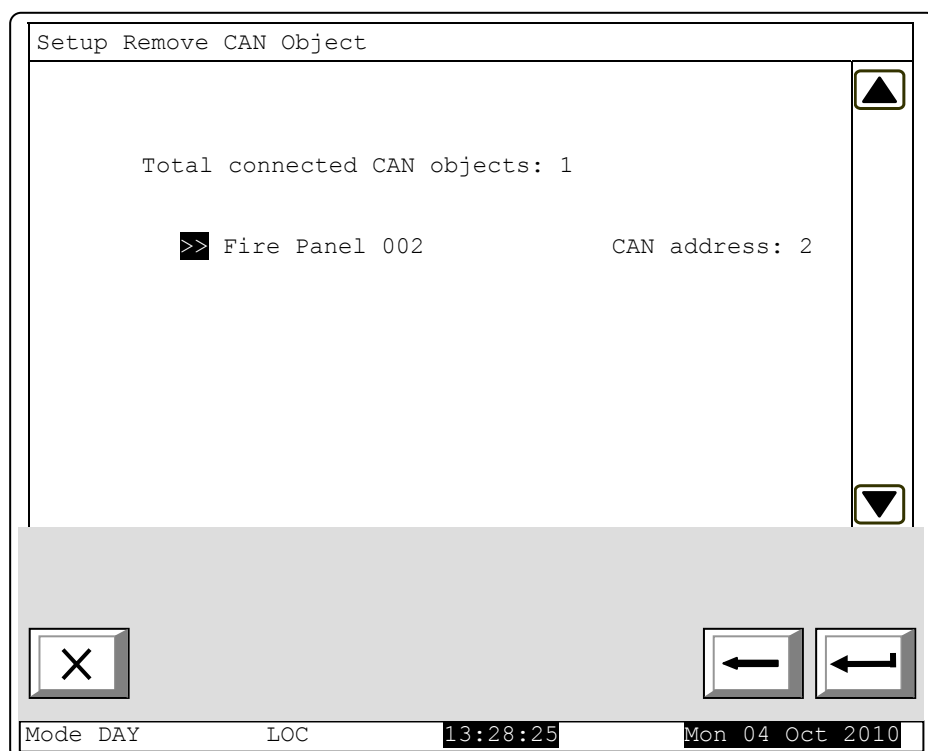 Setup Remove CAN Object
Total connected CAN objects: 1
>> Fire Panel 002 CAN address: 2
Mode DAY LOC 13:28:25 Mon 04 Oct 2010